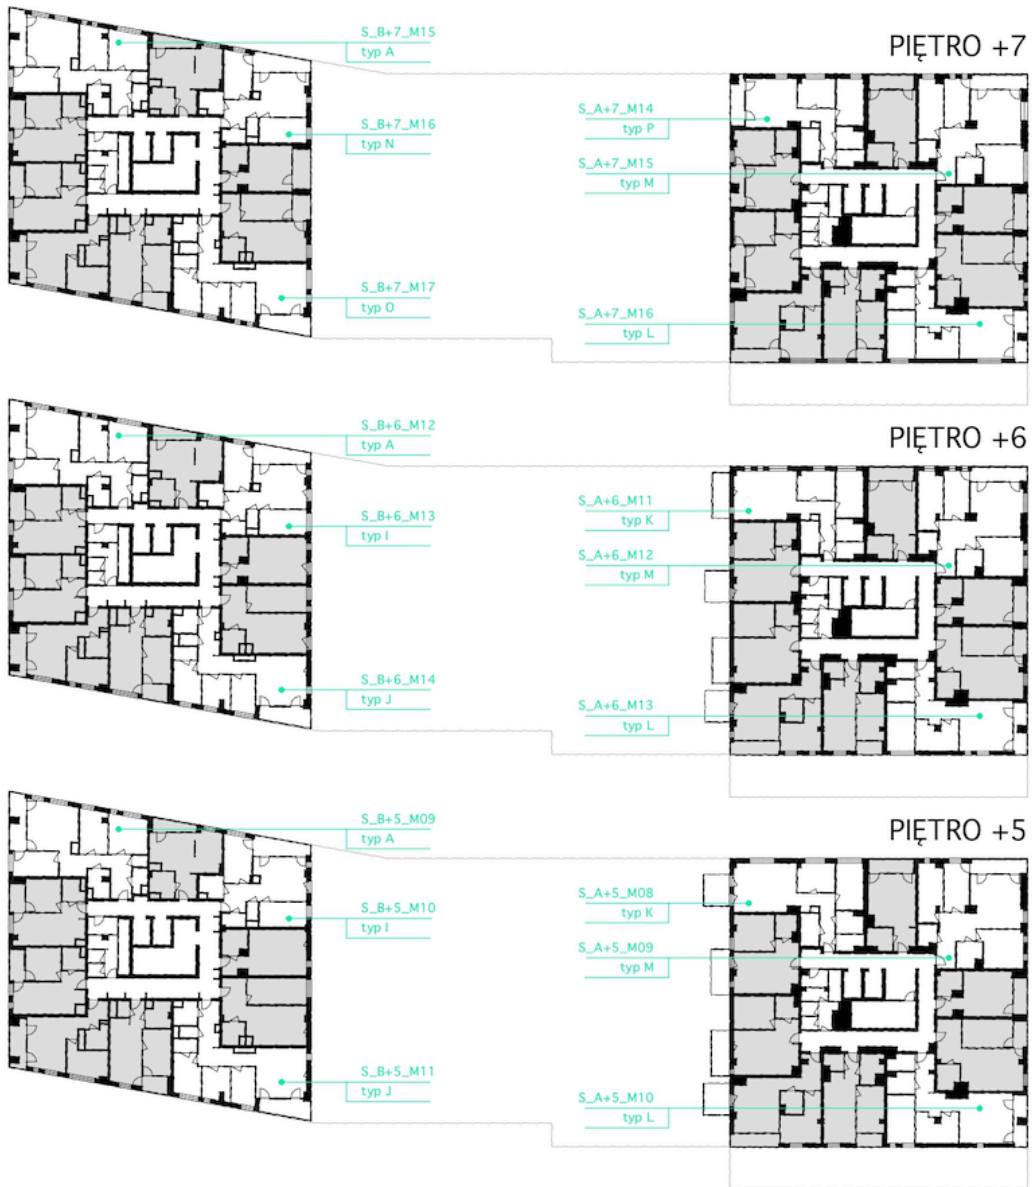 PIĘTRO +7
S_B+7_M15
typ A
S_B+7_M16
typ N
S_B+7_M17
typ O
S_A+7_M14
typ P
S_A+7_M15
typ M
S_A+7_M16
typ L
PIĘTRO +6
S_B+6_M12
typ A
S_B+6_M13
typ I
S_B+6_M14
typ J
S_A+6_M11
typ K
S_A+6_M12
typ M
S_A+6_M13
typ L
PIĘTRO +5
S_B+5_M09
typ A
S_B+5_M10
typ I
S_B+5_M11
typ J
S_A+5_M08
typ K
S_A+5_M09
typ M
S_A+5_M10
typ L